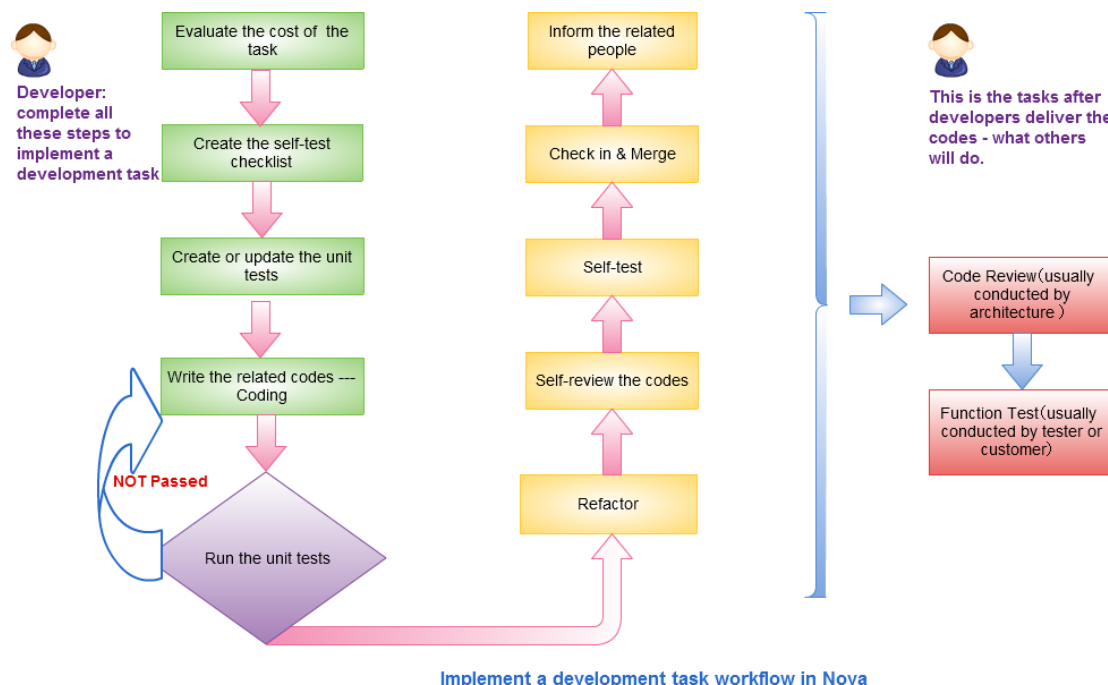 Developer:
complete all
these steps to
implement a
development task
Evaluate the cost of the
task
Create the self-test
checklist
Create or update the unit
tests
Write the related codes ---
Coding
NOT Passed
Run the unit tests
Inform the related
people
Check in & Merge
Self-test
Self-review the codes
Refactor
This is the tasks after
developers deliver the
codes - what others
will do.
Code Review(usually
conducted by
architecture )
Function Test(usually
conducted by tester or
customer)
Implement a development task workflow in Nova